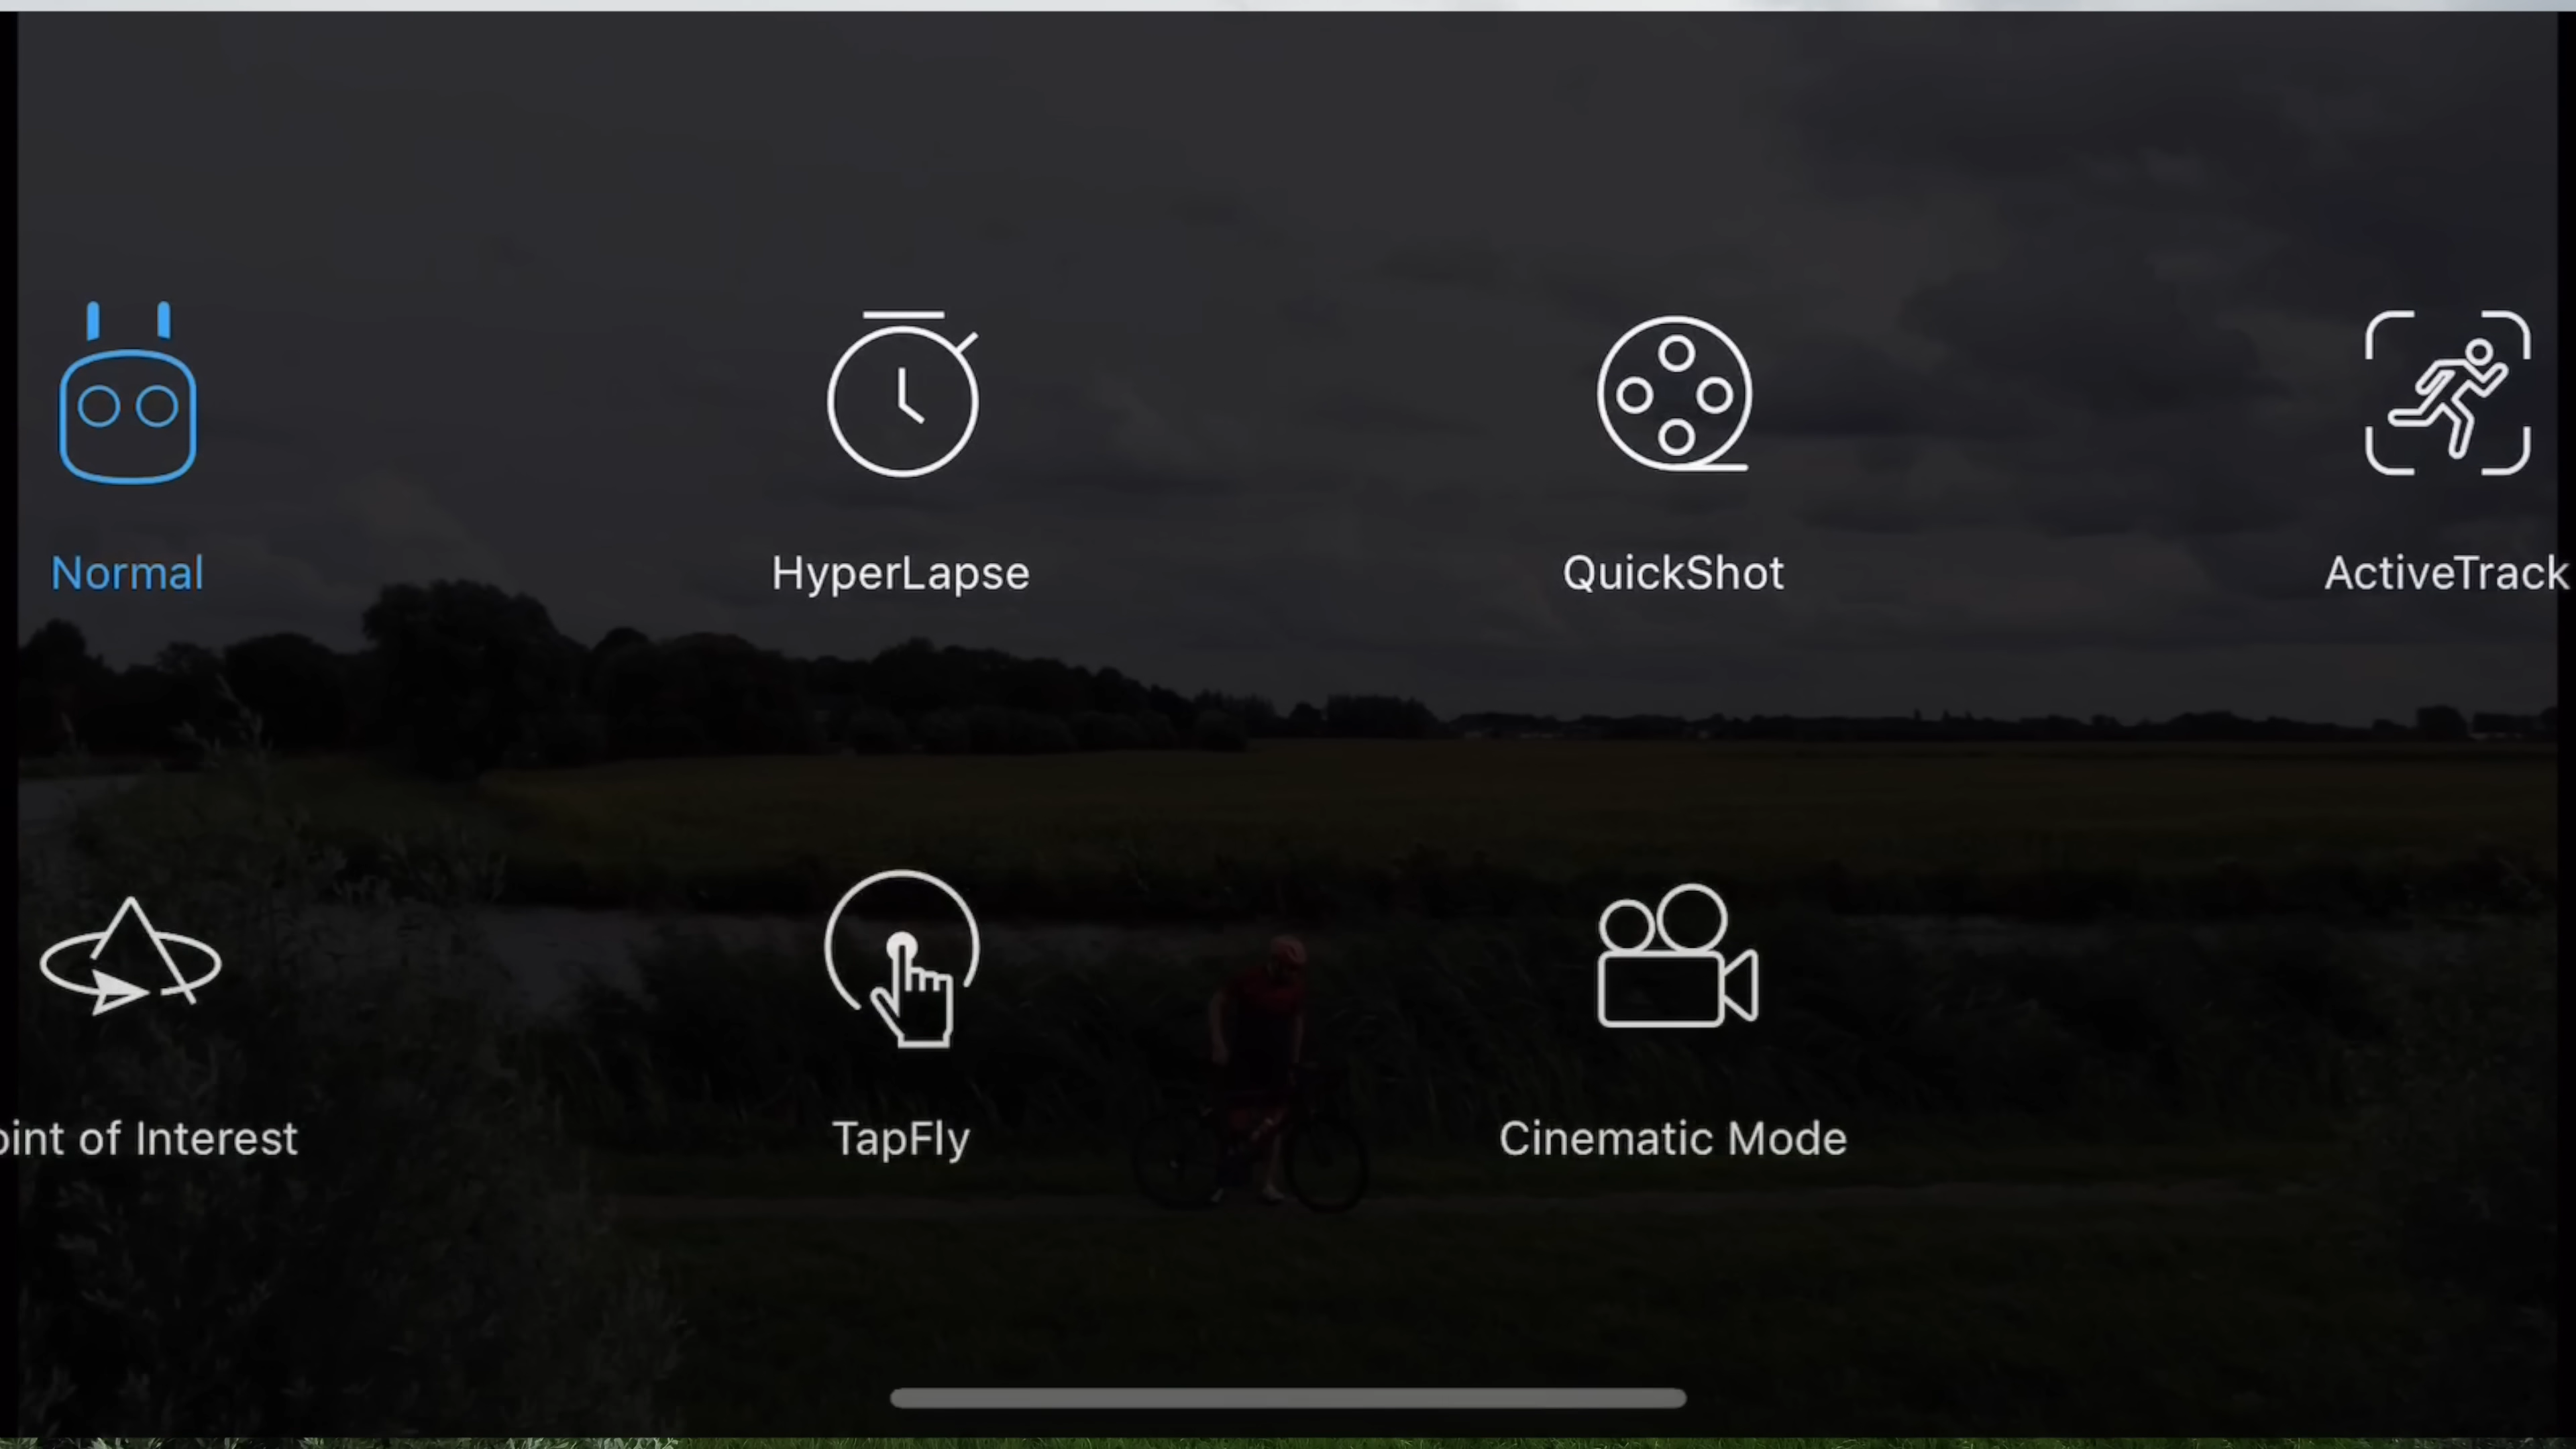 Normal
HyperLapse
QuickShot
ActiveTrack
oint of Interest
TapFly
Cinematic Mode